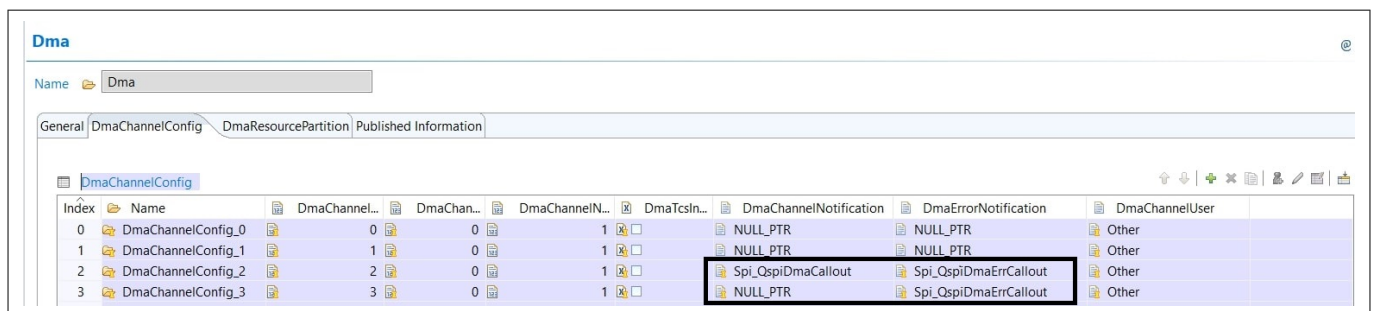 Dma
@
Name Dma
General DmaChannelConfig DmaResourcePartition Published Information
DmaChannelConfig
Index Name DmaChannel... DmaChan... DmaChannelN... DmaTcsIn... DmaChannelNotification DmaErrorNotification DmaChannelUser
0 DmaChannelConfig_0 0 0 1 NULL_PTR NULL_PTR Other
1 DmaChannelConfig_1 1 0 1 NULL_PTR NULL_PTR Other
2 DmaChannelConfig_2 2 0 1 Spi_QspiDmaCallout Spi_QspiDmaErrCallout Other
3 DmaChannelConfig_3 3 0 1 NULL_PTR Spi_QspiDmaErrCallout Other